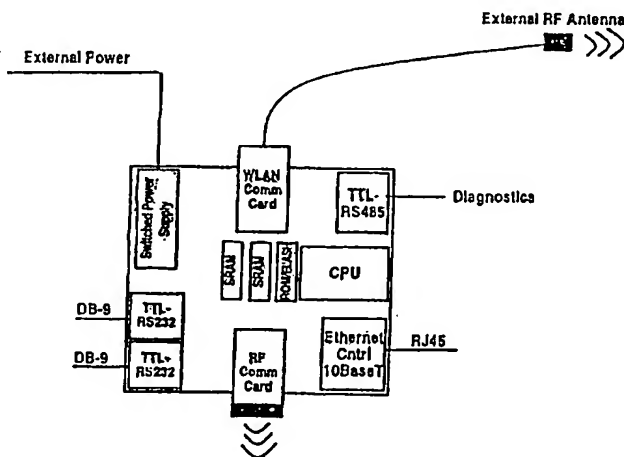 External RF Antenna
External Power
WLAN
Comm
Card
Switched Power
Supply
TTL-
RS485
Diagnostics
SRAM
SRAM
ROM/FLASH
CPU
DB-9
TTL-
RS232
DB-9
TTL-
RS232
RF
Comm
Card
Ethernet
Cntrl
10BaseT
RJ45